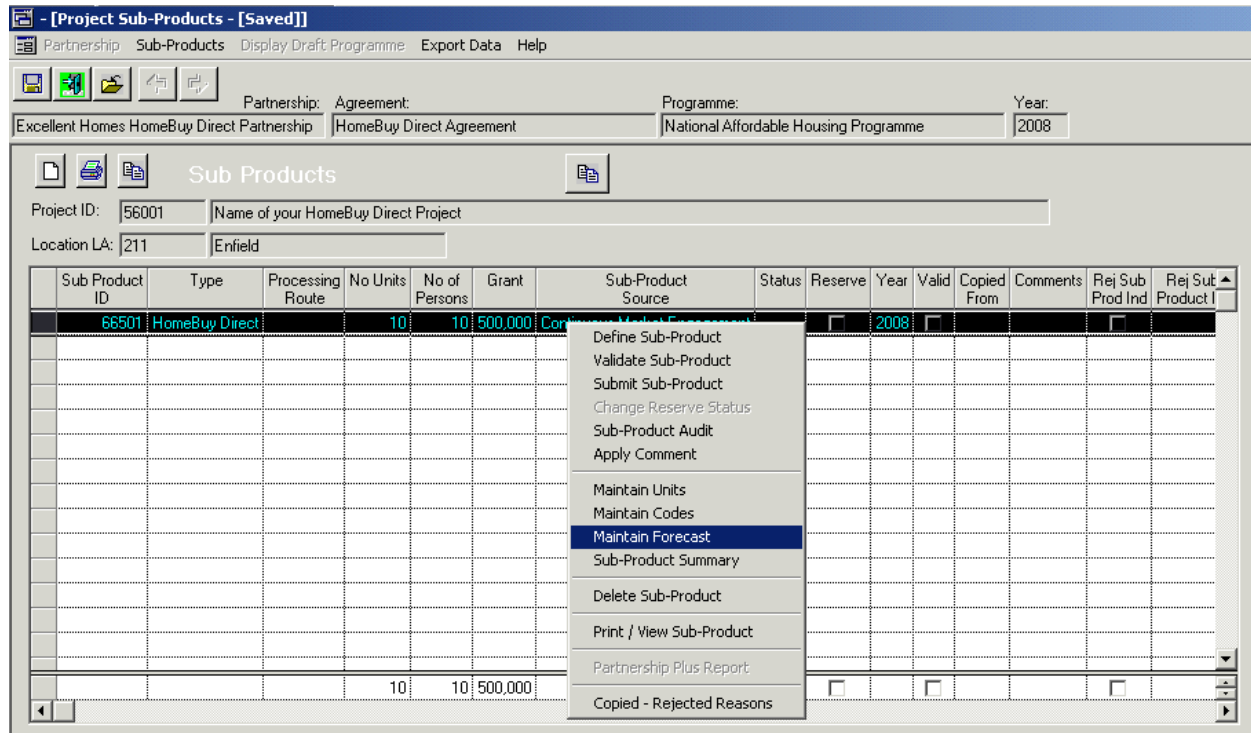 - [Project Sub-Products - [Saved]]
Partnership Sub-Products Display Draft Programme Export Data Help
Partnership: Agreement: Programme: Year:
Excellent Homes HomeBuy Direct Partnership HomeBuy Direct Agreement National Affordable Housing Programme 2008
Sub Products
Project ID: 56001 Name of your HomeBuy Direct Project
Location LA: 211 Enfield
Sub Product Type Processing No Units No of Grant Sub-Product Status Reserve Year Valid Copied Comments Rej Sub Rej Sub
ID Route Persons Source From Prod Ind Product I
66501 HomeBuy Direct 10 10 500,000 Continuous Market Engagement 2008
Define Sub-Product
Validate Sub-Product
Submit Sub-Product
Change Reserve Status
Sub-Product Audit
Apply Comment
Maintain Units
Maintain Codes
Maintain Forecast
Sub-Product Summary
Delete Sub-Product
Print / View Sub-Product
Partnership Plus Report
10 10 500,000
Copied - Rejected Reasons